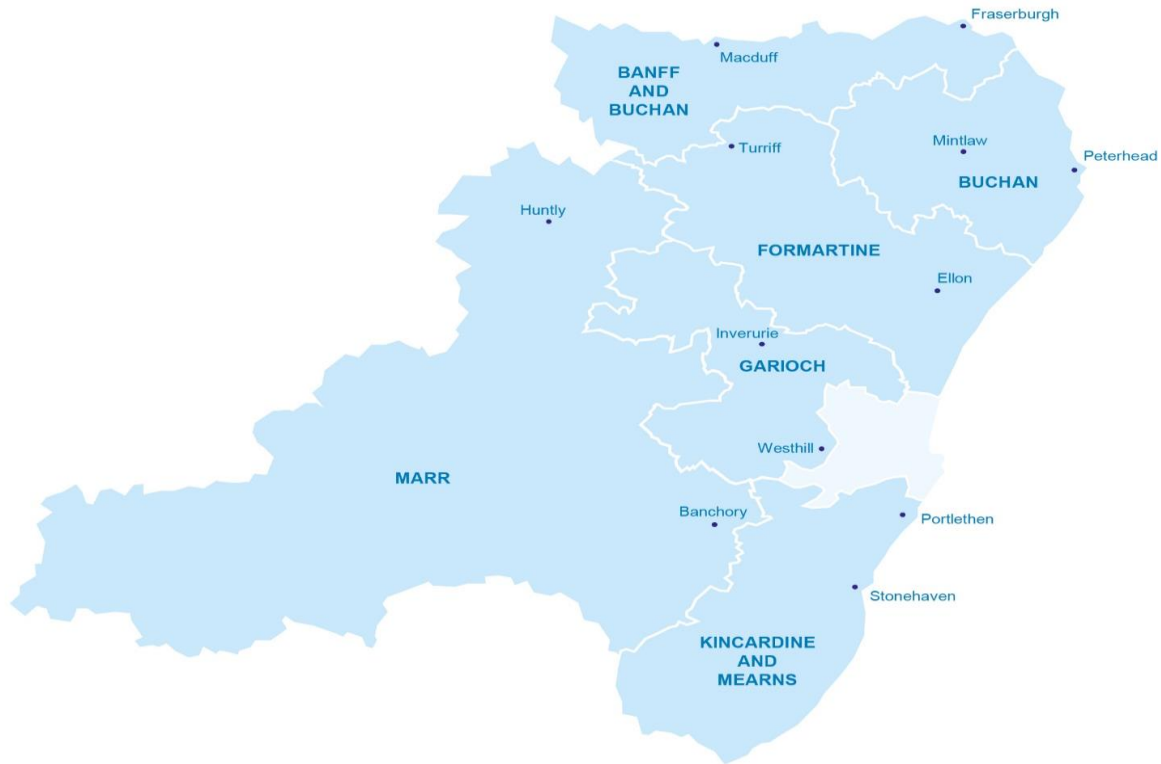 Fraserburgh
Macduff
BANFF
AND
BUCHAN
Turriff
Mintlaw
Peterhead
BUCHAN
Huntly
FORMARTINE
Ellon
Inverurie
GARIOCH
Westhill
MARR
Banchory
Portlethen
Stonehaven
KINCARDINE
AND
MEARNS